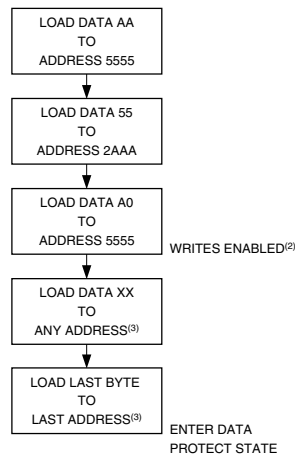 LOAD DATA AA
TO
ADDRESS 5555
LOAD DATA 55
TO
ADDRESS 2AAA
LOAD DATA A0
TO
ADDRESS 5555
WRITES ENABLED(2)
LOAD DATA XX
TO
ANY ADDRESS(3)
LOAD LAST BYTE
TO
LAST ADDRESS(3)
ENTER DATA
PROTECT STATE